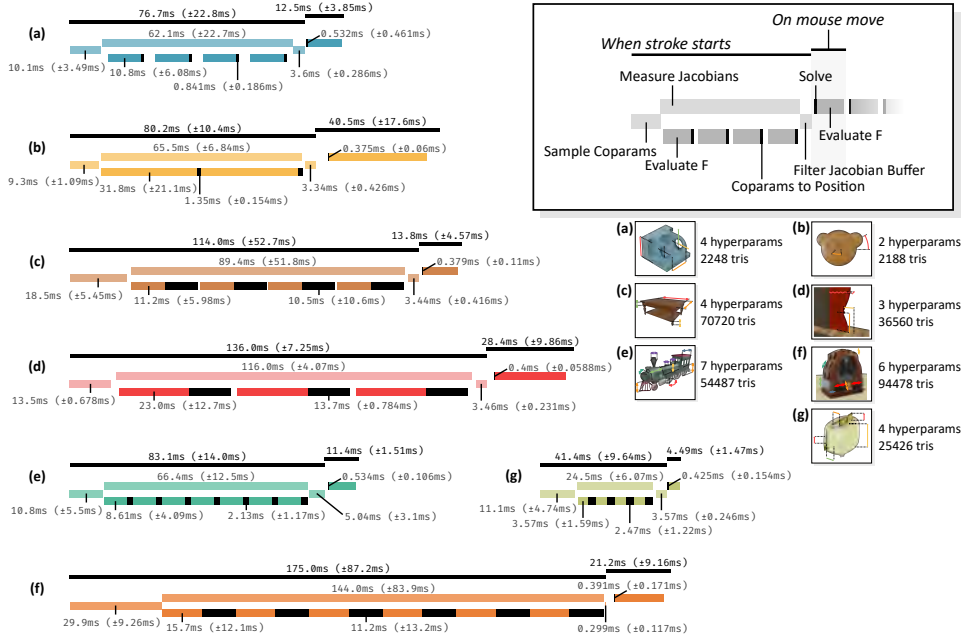 76.7ms (±22.8ms)
12.5ms (±3.85ms)
(a)
62.1ms (±22.7ms)
0.532ms (±0.461ms)
10.1ms (±3.49ms)
10.8ms (±6.08ms)
3.6ms (±0.286ms)
0.841ms (±0.186ms)
80.2ms (±10.4ms)
40.5ms (±17.6ms)
(b)
65.5ms (±6.84ms)
0.375ms (±0.06ms)
9.3ms (±1.09ms)
31.8ms (±21.1ms)
3.34ms (±0.426ms)
1.35ms (±0.154ms)
114.0ms (±52.7ms)
13.8ms (±4.57ms)
(c)
89.4ms (±51.8ms)
0.379ms (±0.11ms)
18.5ms (±5.45ms)
11.2ms (±5.98ms)
10.5ms (±10.6ms)
3.44ms (±0.416ms)
136.0ms (±7.25ms)
28.4ms (±9.86ms)
(d)
116.0ms (±4.07ms)
0.4ms (±0.0588ms)
13.5ms (±0.678ms)
23.0ms (±12.7ms)
13.7ms (±0.784ms)
3.46ms (±0.231ms)
83.1ms (±14.0ms)
11.4ms (±1.51ms)
(e)
66.4ms (±12.5ms)
0.534ms (±0.106ms)
10.8ms (±5.5ms)
8.61ms (±4.09ms)
2.13ms (±1.17ms)
5.04ms (±3.1ms)
41.4ms (±9.64ms)
4.49ms (±1.47ms)
(g)
24.5ms (±6.07ms)
0.425ms (±0.154ms)
11.1ms (±4.74ms)
3.57ms (±1.59ms)
3.57ms (±0.246ms)
2.47ms (±1.22ms)
175.0ms (±87.2ms)
21.2ms (±9.16ms)
(f)
144.0ms (±83.9ms)
0.391ms (±0.171ms)
29.9ms (±9.26ms)
15.7ms (±12.1ms)
11.2ms (±13.2ms)
0.299ms (±0.117ms)
On mouse move
When stroke starts
Measure Jacobians
Solve
Sample Coparams
Evaluate F
Evaluate F
Filter Jacobian Buffer
Coparams to Position
(a)
4 hyperparams
2248 tris
(b)
2 hyperparams
2188 tris
(c)
4 hyperparams
70720 tris
(d)
3 hyperparams
36560 tris
(e)
7 hyperparams
54487 tris
(f)
6 hyperparams
94478 tris
(g)
4 hyperparams
25426 tris